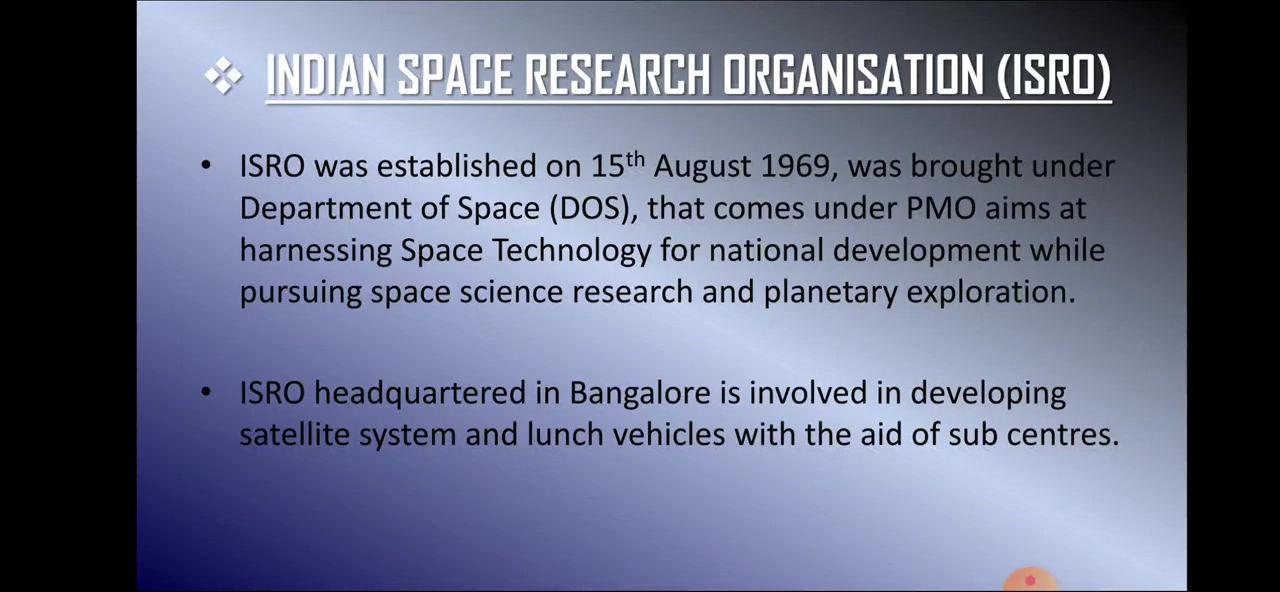 INDIAN SPACE RESEARCH ORGANISATION (ISRO)
• ISRO was established on 15th August 1969, was brought under
Department of Space (DOS), that comes under PMO aims at
harnessing Space Technology for national development while
pursuing space science research and planetary exploration.
• ISRO headquartered in Bangalore is involved in developing
satellite system and lunch vehicles with the aid of sub centres.